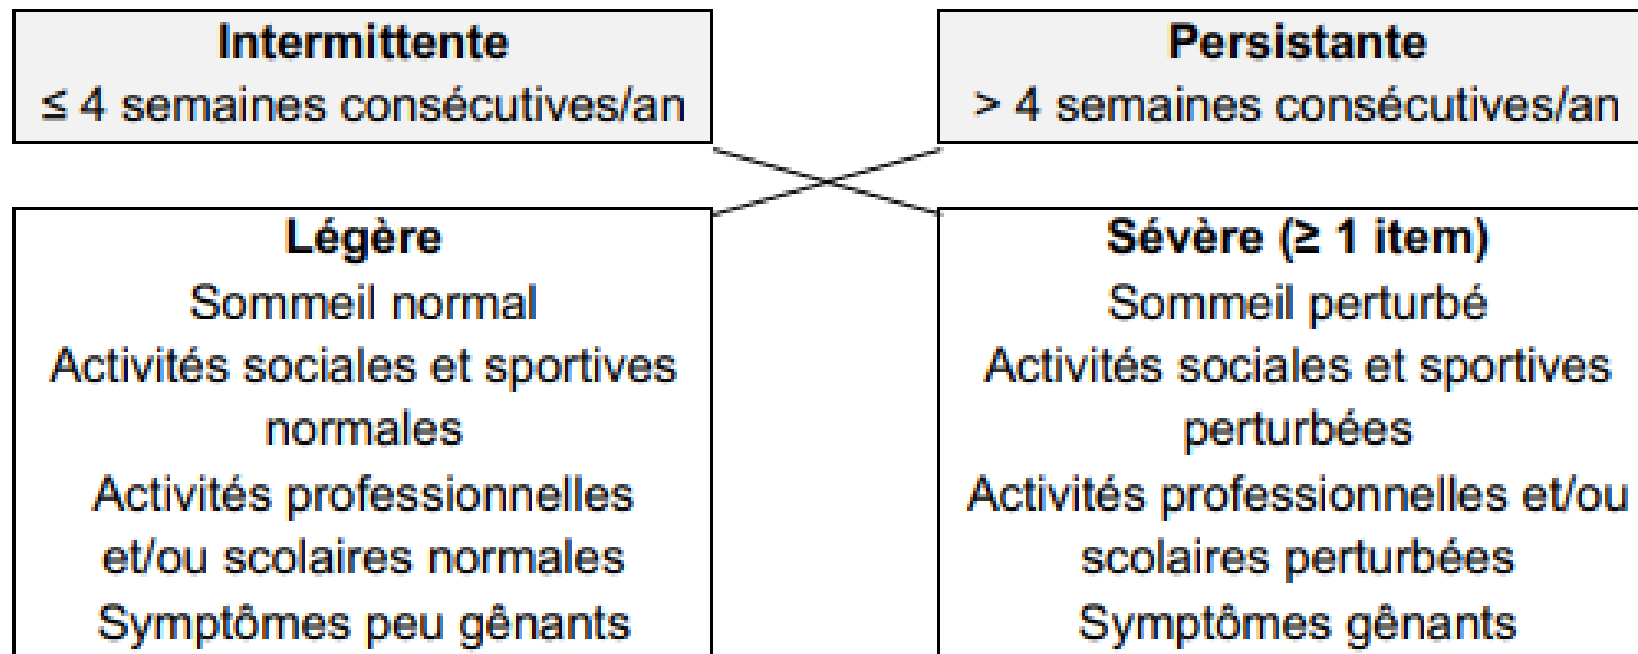 Intermittente
≤ 4 semaines consécutives/an
Persistante
> 4 semaines consécutives/an
Légère
Sommeil normal
Activités sociales et sportives
normales
Activités professionnelles
et/ou scolaires normales
Symptômes peu gênants
Sévère (≥ 1 item)
Sommeil perturbé
Activités sociales et sportives
perturbées
Activités professionnelles et/ou
scolaires perturbées
Symptômes gênants